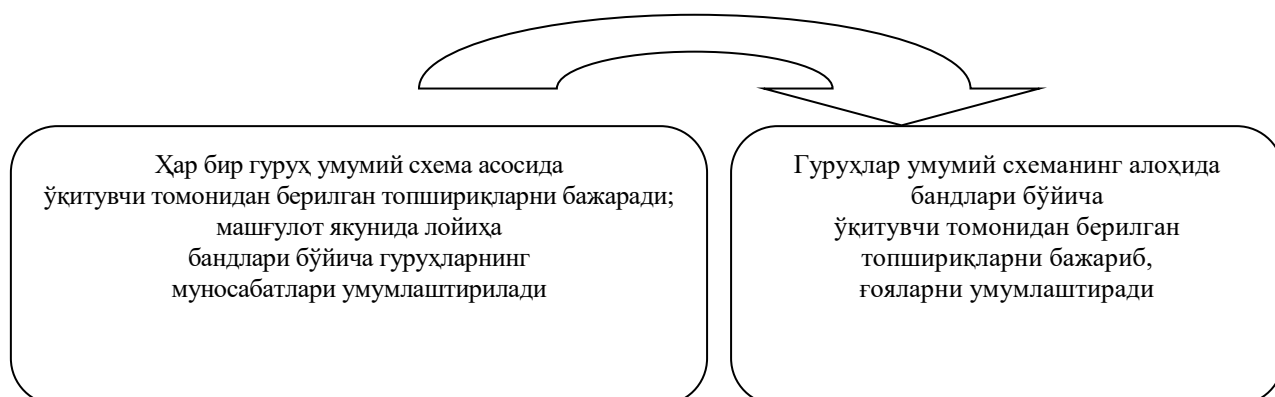 Ҳар бир гуруҳ умумий схема асосида
ўқитувчи томонидан берилган топшириқларни бажаради;
машғулот якунида лойиҳа
бандлари бўйича гуруҳларнинг
муносабатлари умумлаштирилади
Гуруҳлар умумий схеманинг алоҳида
бандлари бўйича
ўқитувчи томонидан берилган
топшириқларни бажариб,
ғояларни умумлаштиради